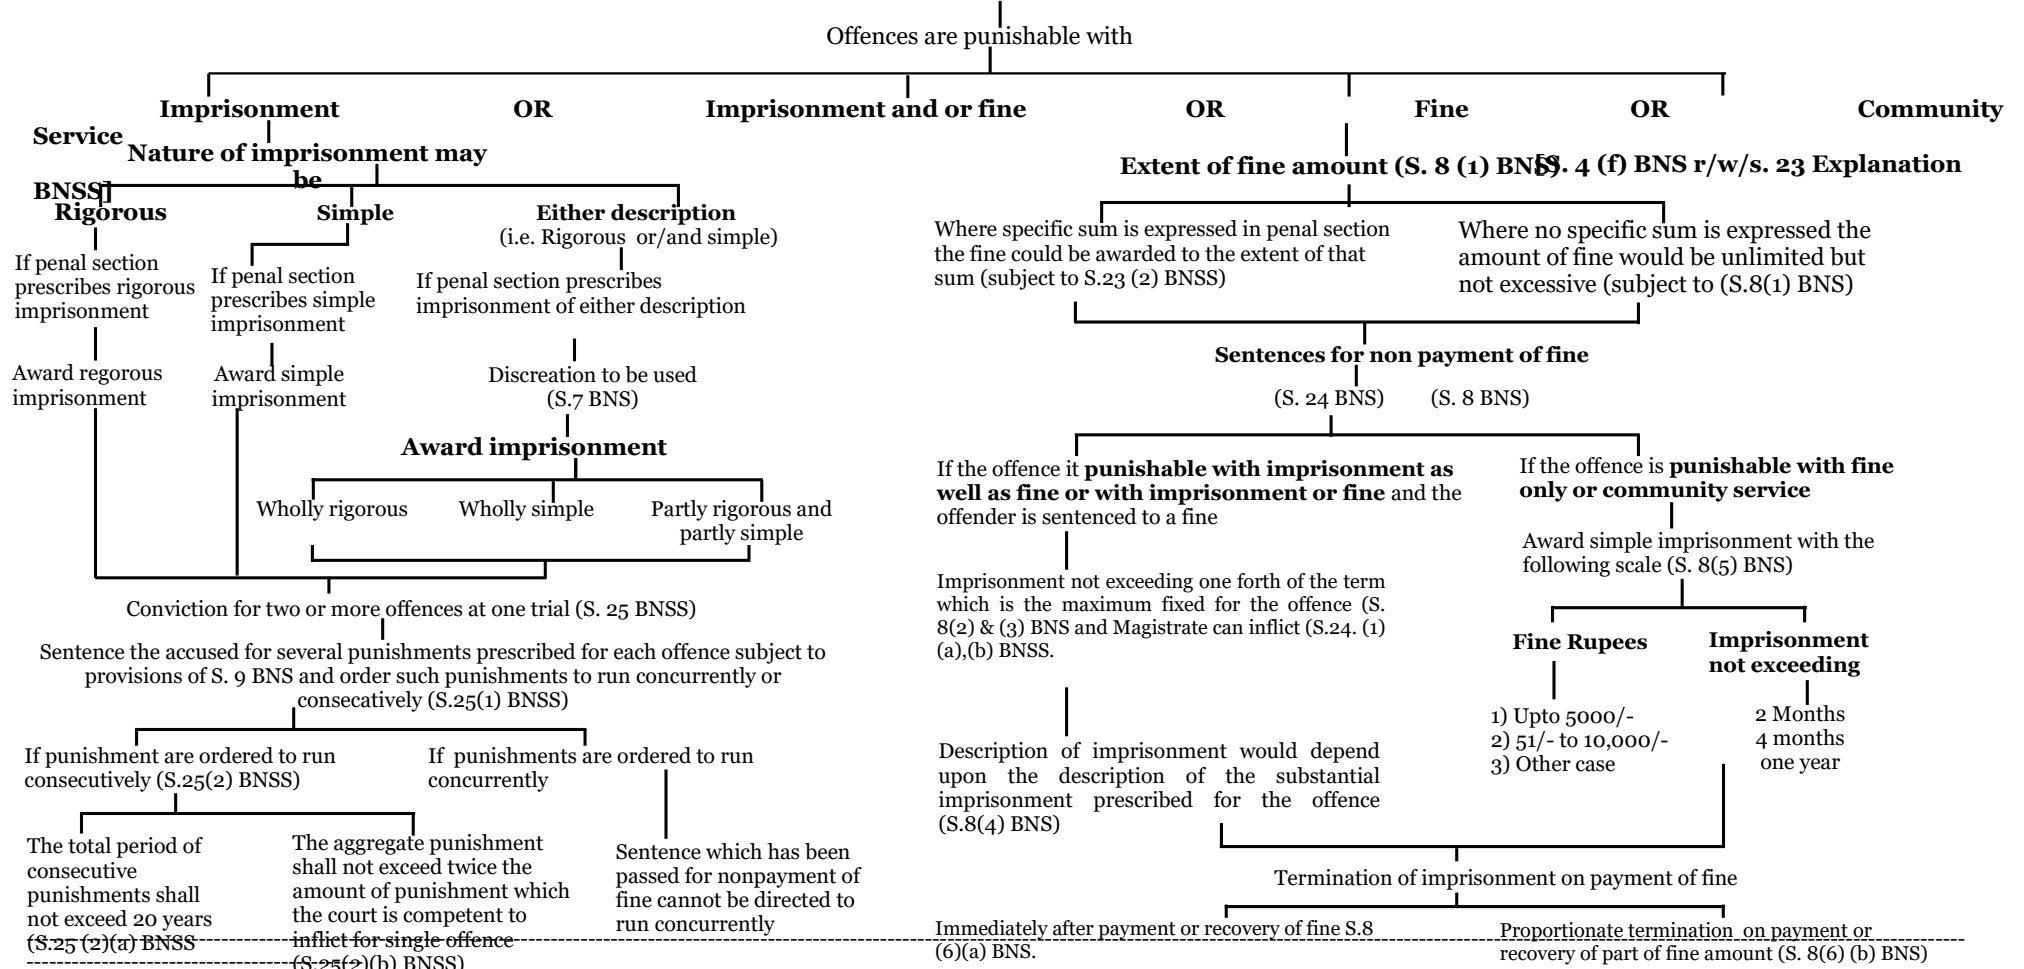 Offences are punishable with
Imprisonment OR Imprisonment and or fine OR Fine OR Community
Service
Nature of imprisonment may
be
Extent of fine amount (S. 8 (1) BNS).
[S. 4 (f) BNS r/w/s. 23 Explanation
BNSS]
Rigorous
If penal section
prescribes rigorous
imprisonment
Award regorous
imprisonment
Simple
If penal section
prescribes simple
imprisonment
Award simple
imprisonment
Either description
(i.e. Rigorous or/and simple)
If penal section prescribes
imprisonment of either description
Discreation to be used
(S.7 BNS)
Award imprisonment
Wholly rigorous
Wholly simple
Partly rigorous and
partly simple
Conviction for two or more offences at one trial (S. 25 BNSS)
Sentence the accused for several punishments prescribed for each offence subject to
provisions of S. 9 BNS and order such punishments to run concurrently or
consecatively (S.25(1) BNSS)
If punishment are ordered to run
consecutively (S.25(2) BNSS)
If punishments are ordered to run
concurrently
The total period of
consecutive
punishments shall
not exceed 20 years
(S.25 (2)(a) BNSS
The aggregate punishment
shall not exceed twice the
amount of punishment which
the court is competent to
inflict for single offence
(S.25(2)(b) BNSS)
Sentence which has been
passed for nonpayment of
fine cannot be directed to
run concurrently
Where specific sum is expressed in penal section
the fine could be awarded to the extent of that
sum (subject to S.23 (2) BNSS)
Where no specific sum is expressed the
amount of fine would be unlimited but
not excessive (subject to (S.8(1) BNS)
Sentences for non payment of fine
(S. 24 BNS) (S. 8 BNS)
If the offence it punishable with imprisonment as
well as fine or with imprisonment or fine and the
offender is sentenced to a fine
Imprisonment not exceeding one forth of the term
which is the maximum fixed for the offence (S.
8(2) & (3) BNS and Magistrate can inflict (S.24. (1)
(a),(b) BNSS.
Description of imprisonment would depend
upon the description of the substantial
imprisonment prescribed for the offence
(S.8(4) BNS)
If the offence is punishable with fine
only or community service
Award simple imprisonment with the
following scale (S. 8(5) BNS)
Fine Rupees
1) Upto 5000/-
2) 51/- to 10,000/-
3) Other case
Imprisonment
not exceeding
2 Months
4 months
one year
Termination of imprisonment on payment of fine
Immediately after payment or recovery of fine S.8
(6)(a) BNS.
Proportionate termination on payment or
recovery of part of fine amount (S. 8(6) (b) BNS)